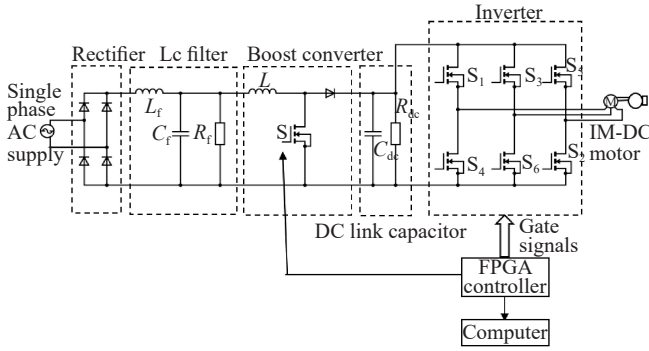 Inverter
Rectifier
Lc filter
Boost converter
Single
phase
AC
supply
L_f
C_f
R_f
L
S
C_dc
R_dc
S_1
S_3
S_4
S_6
S_2
M
IM-DC
motor
DC link capacitor
Gate
signals
FPGA
controller
Computer